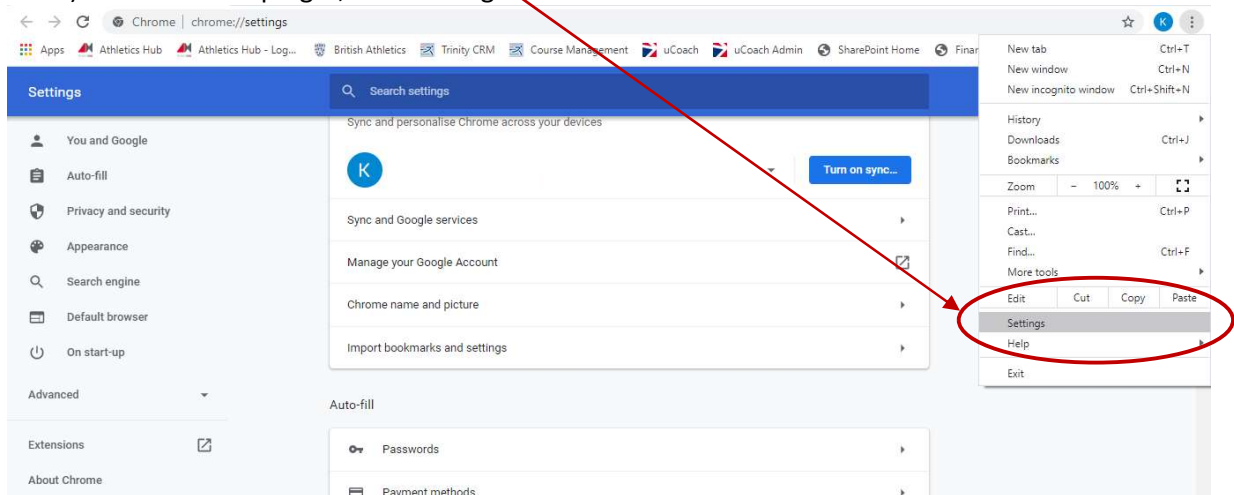 Chrome | chrome://settings K
Apps Athletics Hub Athletics Hub - Log... British Athletics Trinity CRM Course Management uCoach uCoach Admin SharePoint Home Finan
Settings
Search settings
You and Google
Auto-fill
Privacy and security
Appearance
Search engine
Default browser
On start-up
Advanced
Extensions
About Chrome
Sync and personalise Chrome across your devices
K Turn on sync...
Sync and Google services
Manage your Google Account
Chrome name and picture
Import bookmarks and settings
Auto-fill
Passwords
Payment methods
New tab Ctrl+T
New window Ctrl+N
New incognito window Ctrl+Shift+N
History
Downloads Ctrl+J
Bookmarks
Zoom - 100% +
Print... Ctrl+P
Cast...
Find... Ctrl+F
More tools
Edit Cut Copy Paste
Settings
Help
Exit